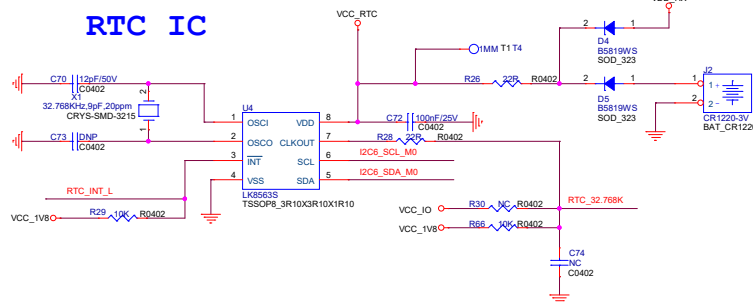 RTC IC
VCC_RTC
1MM T1 T4
2 1
D4
B5819WS
SOD_323
R26 22R R0402
2 1
D5
B5819WS
SOD_323
J2
1 1+
2 2-
CR1220-3V
BAT_CR1220
C70 12pF/50V
C0402
X1
32.768KHz,9pF,20ppm
CRYS-SMD-3215
2
1
C73 DNP
C0402
U4
1 OSCI VDD 8
2 OSCO CLKOUT 7
3 INT SCL 6
4 VSS SDA 5
LK8563S
TSSOP8_3R10X3R10X1R10
C72 100nF/25V
C0402
R28 22R R0402
I2C6_SCL_M0
I2C6_SDA_M0
RTC_INT_L
VCC_1V8 R29 10K R0402
VCC_IO R30 NC R0402
RTC_32.768K
VCC_1V8 R66 10K R0402
C74
NC
C0402